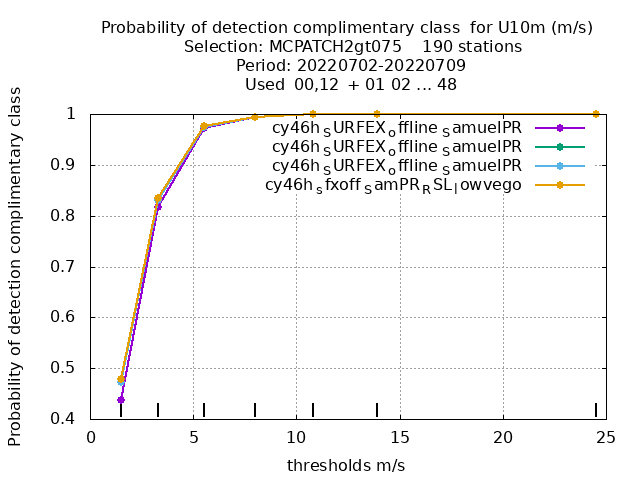 Probability of detection complimentary class for U10m (m/s)
Selection: MCPATCH2gt075 190 stations
Period: 20220702-20220709
Used 00,12 + 01 02 ... 48
Probability of detection complimentary class
1
0.9
0.8
0.7
0.6
0.5
0.4
cy46h_SURFEX_offline_SamuelPR
cy46h_SURFEX_offline_SamuelPR
cy46h_SURFEX_offline_SamuelPR
cy46h_sfxoff_SamPR_RSL_lowvego
0 5 10 15 20 25
thresholds m/s